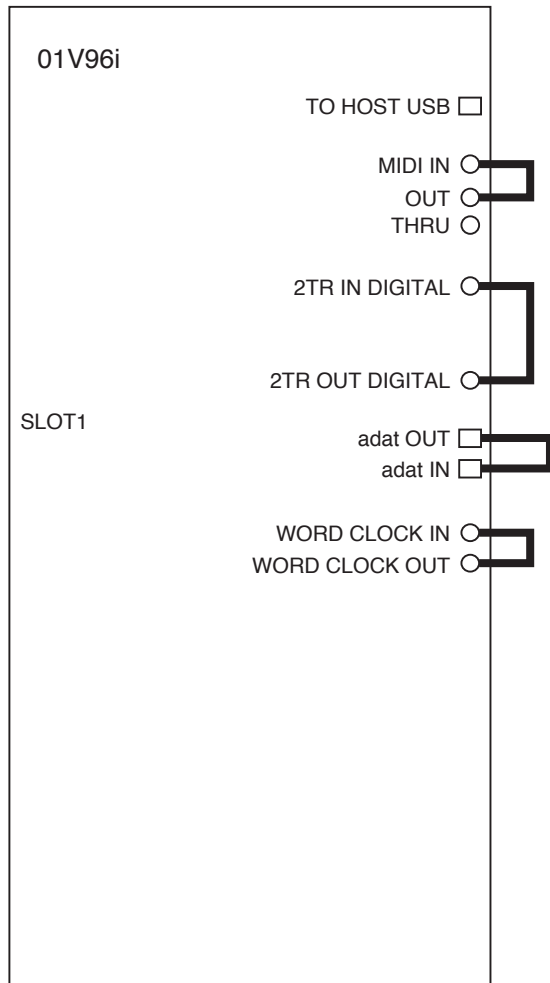 01V96i
TO HOST USB
MIDI IN
OUT
THRU
2TR IN DIGITAL
2TR OUT DIGITAL
SLOT1
adat OUT
adat IN
WORD CLOCK IN
WORD CLOCK OUT